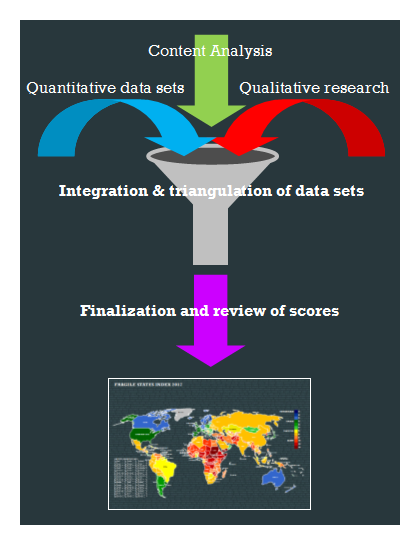 Content Analysis
Quantitative data sets
Qualitative research
Integration & triangulation of data sets
Finalization and review of scores
FRAGILE STATES INDEX 2017